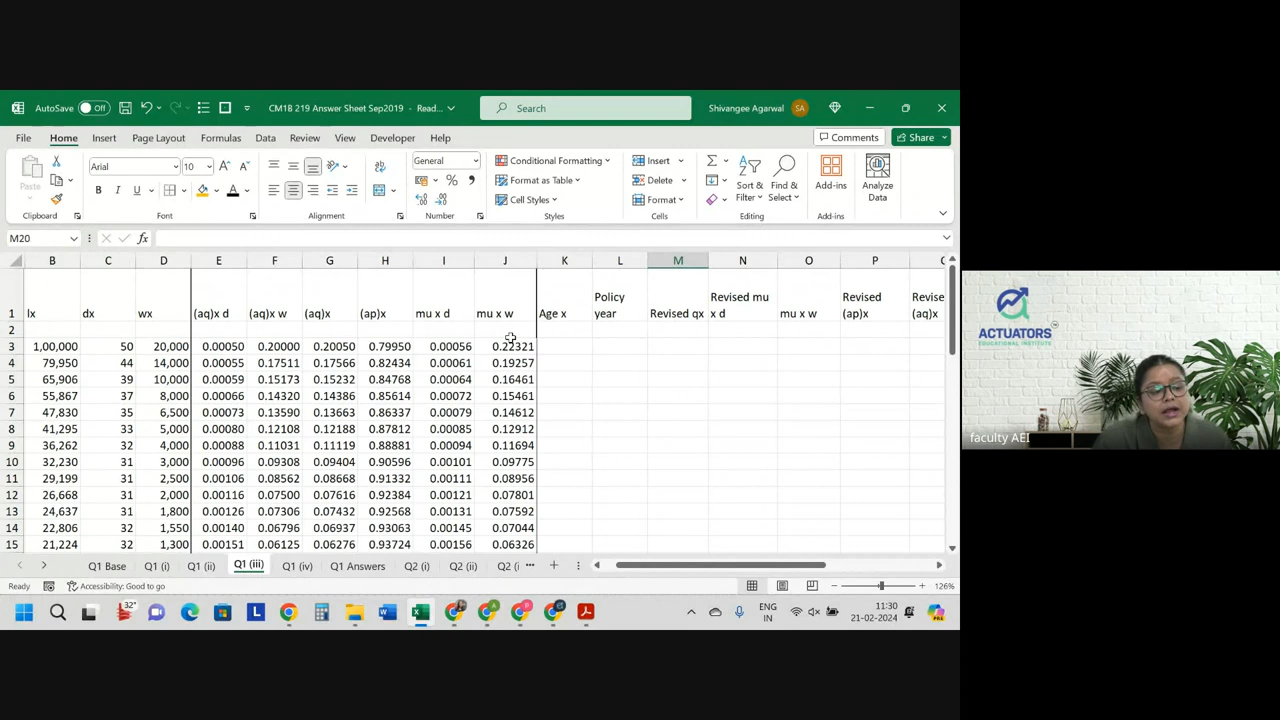 AutoSave Off CM1B 219 Answer Sheet Sep2019 - Read... Search Shivangee Agarwal SA
File Home Insert Page Layout Formulas Data Review View Developer Help Comments Share
Paste Arial 10 General Conditional Formatting Format as Table Cell Styles Insert Delete Format Sort & Filter Find & Select Add-ins Analyze Data
Clipboard Font Alignment Number Styles Cells Editing Add-ins
M20 fx
B C D E F G H I J K L M N O P
1 lx dx wx (aq)x d (aq)x w (aq)x (ap)x mu x d mu x w Age x Policy year Revised qx Revised mu x d mu x w Revised (ap)x Revise (aq)x
2
3 1,00,000 50 20,000 0.00050 0.79950 0.00056
4 79,950 44 14,000 0.00055 0.17511 0.17566 0.82434 0.00061 0.19257
5 65,906 39 10,000 0.00059 0.15173 0.15232 0.84768 0.00064 0.16461
6 55,867 37 8,000 0.00066 0.14320 0.14386 0.85614 0.00072 0.15461
7 47,830 35 6,500 0.00073 0.13590 0.13663 0.86337 0.00079 0.14612
8 41,295 33 5,000 0.00080 0.12108 0.12188 0.87812 0.00085 0.12912
9 36,262 32 4,000 0.00088 0.11031 0.11119 0.88881 0.00094 0.11694
10 32,230 31 3,000 0.00096 0.09308 0.09404 0.90596 0.00101 0.09775
11 29,199 31 2,500 0.00106 0.08562 0.08668 0.91332 0.00111 0.08956
12 26,668 31 2,000 0.00116 0.07500 0.07616 0.92384 0.00121 0.07801
13 24,637 31 1,800 0.00126 0.07306 0.07432 0.92568 0.00131 0.07592
14 22,806 32 1,550 0.00140 0.06796 0.06937 0.93063 0.00145 0.07044
15 21,224 32 1,300 0.00151 0.06125 0.06276 0.93724 0.00156 0.06326
Q1 Base Q1 (i) Q1 (ii) Q1 (iii) Q1 (iv) Q1 Answers Q2 (i) Q2 (ii) Q2 (i ...
Ready Accessibility: Good to go 126%
32° ENG IN 11:30 21-02-2024
ACTUATORS
EDUCATIONAL INSTITUTE
faculty AEI